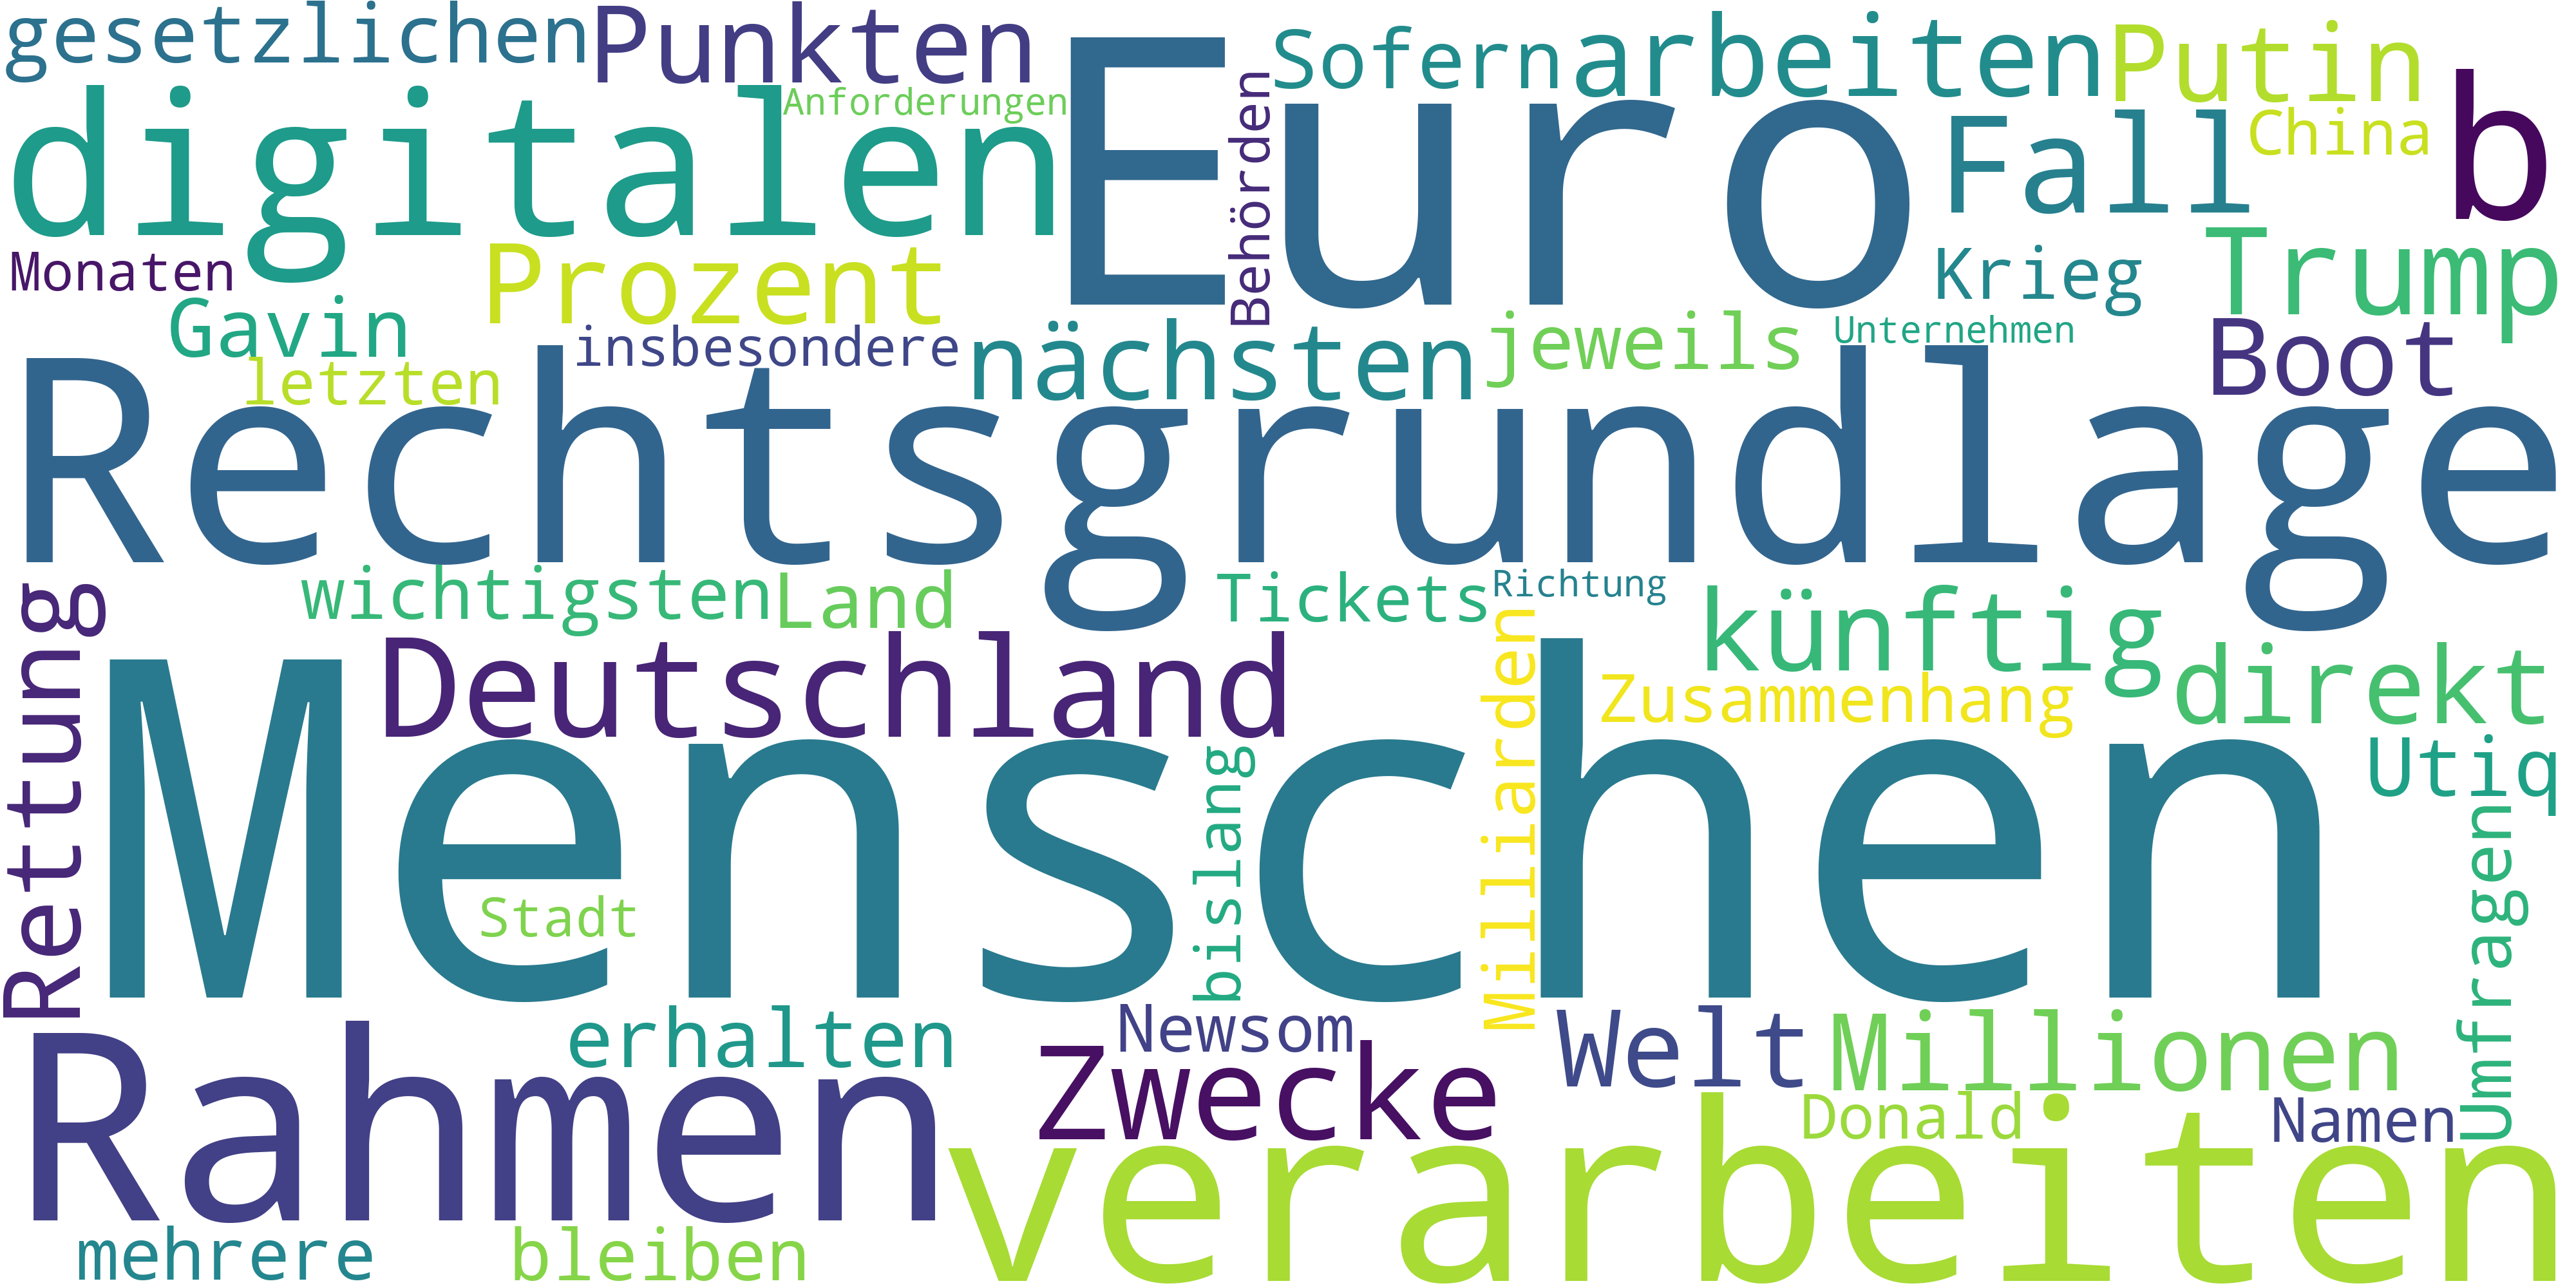 gesetzlichen
Punkten
Sofern
arbeiten
Putin
digitalen
Anforderungen
Euro
Behörden
Fall
China
b
Monaten
Prozent
Krieg
Trump
Gavin
insbesondere
nächsten
jeweils
Unternehmen
Boot
letzten
Rechtsgrundlage
Rettung
wichtigsten
Land
Tickets
Richtung
künftig
Deutschland
Milliarden
Zusammenhang
direkt
Menschen
bislang
Utiq
Stadt
Umfragen
Rahmen
erhalten
Newsom
Zwecke
Welt
Millionen
Donald
Namen
verarbeiten
mehrere
bleiben